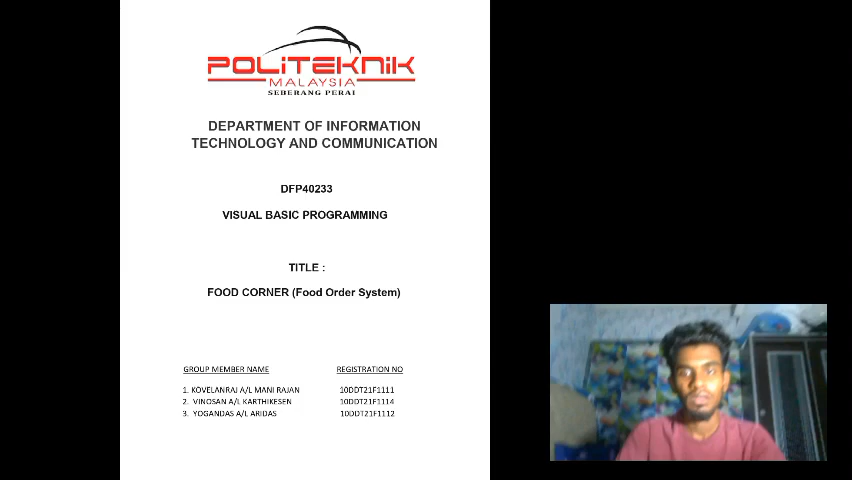 POLITEKNIK
MALAYSIA
SEBERANG PERAI
DEPARTMENT OF INFORMATION
TECHNOLOGY AND COMMUNICATION
DFP40233
VISUAL BASIC PROGRAMMING
TITLE :
FOOD CORNER (Food Order System)
GROUP MEMBER NAME REGISTRATION NO
1. KOVELANRAJ A/L MANI RAJAN 10DDT21F1111
2. VINOSAN A/L KARTHIKESEN 10DDT21F1114
3. YOGANDAS A/L ARIDAS 10DDT21F1112